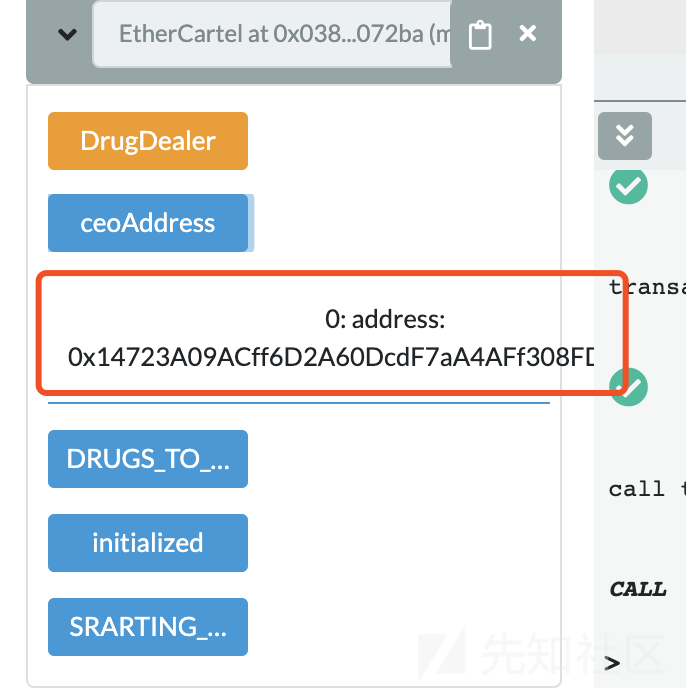 EtherCartel at 0x038...072ba (m
DrugDealer
ceoAddress
0: address:
0x14723A09ACff6D2A60DcdF7aA4AFf308FD
DRUGS_TO_...
initialized
SRARTING_...
transa
call t
CALL
>
先知社区